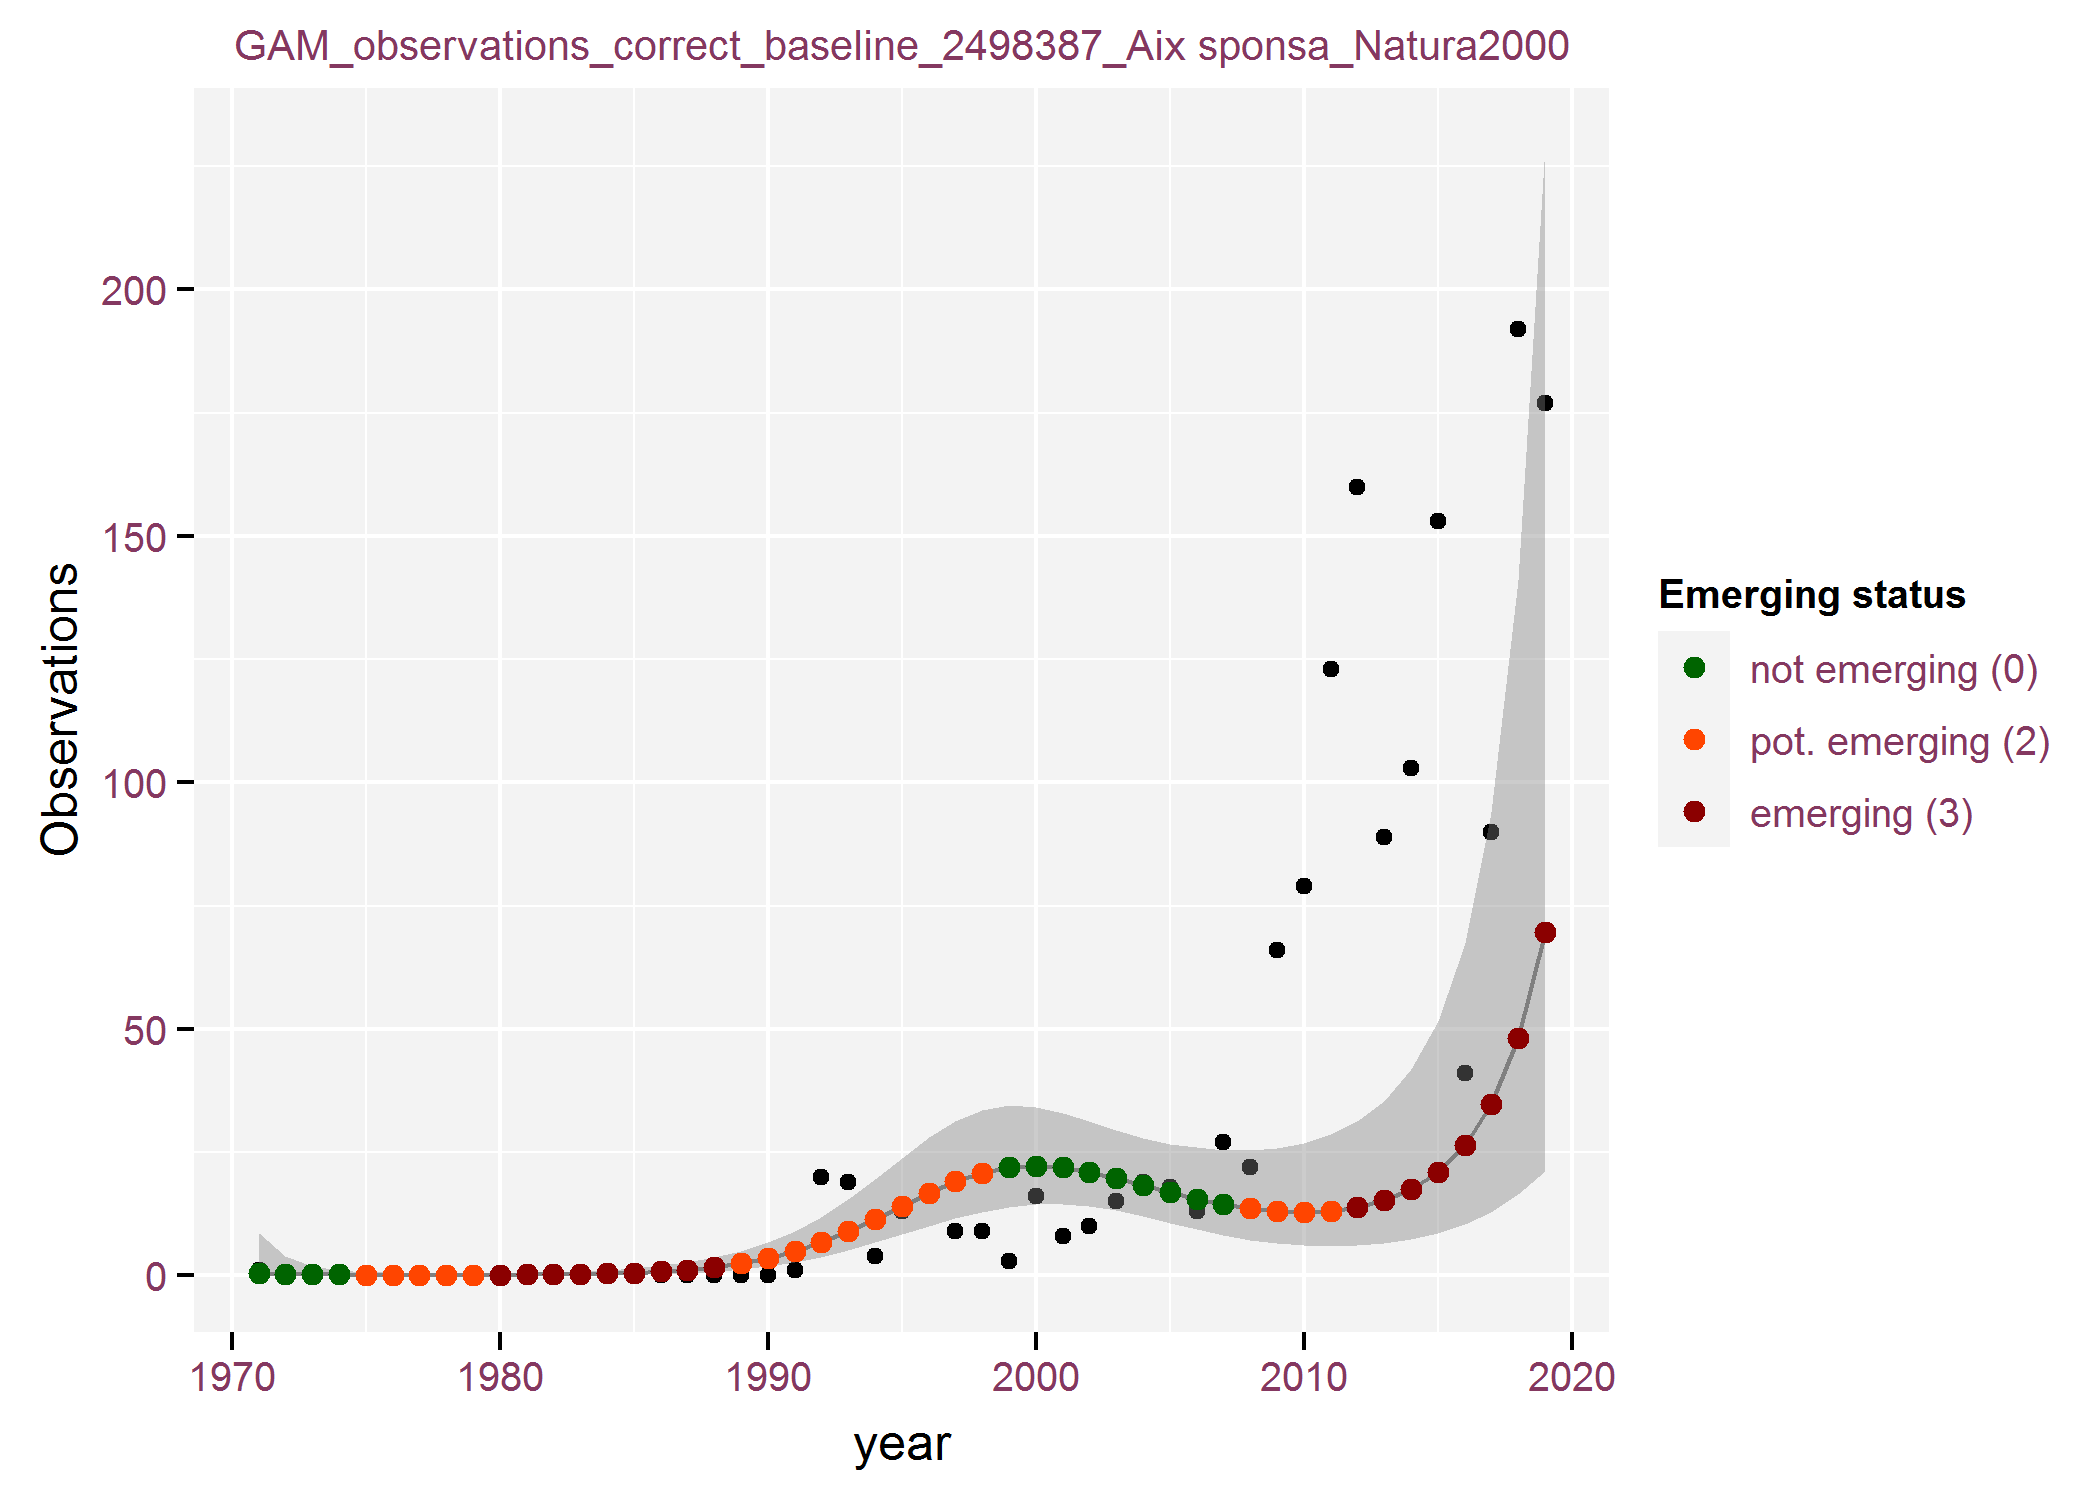 GAM_observations_correct_baseline_2498387_Aix sponsa_Natura2000
Observations
200
150
100
50
0
1970 1980 1990 2000 2010 2020
year
Emerging status
not emerging (0)
pot. emerging (2)
emerging (3)